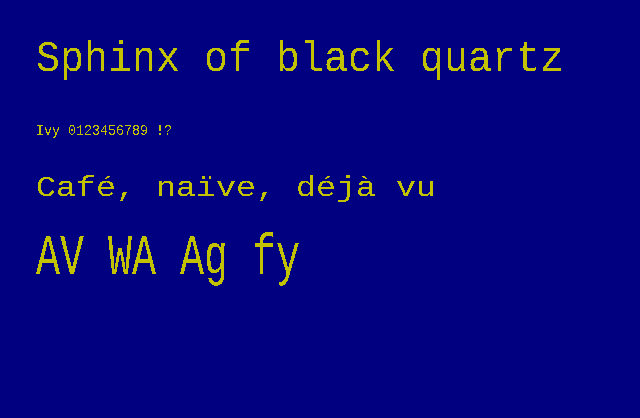 Sphinx of black quartz
Ivy 0123456789 !?
Café, naïve, déjà vu
AV WA Ag fy